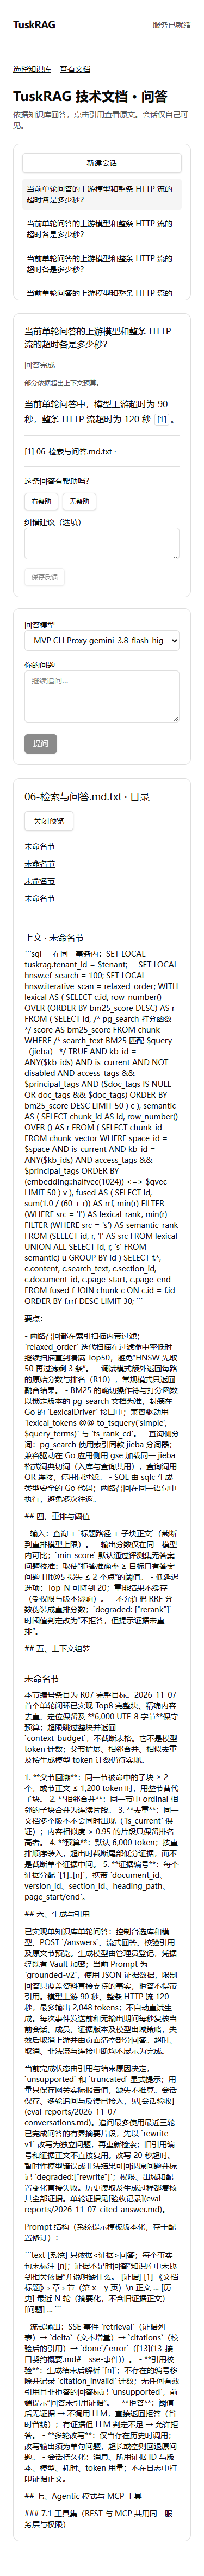 TuskRAG
服务已就绪
选择知识库 查看文档
TuskRAG 技术文档 · 问答
依据知识库回答，点击引用查看原文。会话仅自己可
见。
新建会话
当前单轮问答的上游模型和整条 HTTP 流的
超时各是多少秒?
当前单轮问答的上游模型和整条 HTTP 流的
超时各是多少秒?
当前单轮问答的上游模型和整条 HTTP 流的
超时各是多少秒?
当前单轮问答的上游模型和整条 HTTP 流的
当前单轮问答的上游模型和整条 HTTP
流的超时各是多少秒?
回答完成
部分依据超出上下文预算。
当前单轮问答中，模型上游超时为 90
秒，整条 HTTP 流超时为 120 秒 [1] 。
[1] 06-检索与问答.md.txt ·
这条回答有帮助吗?
有帮助 无帮助
纠错建议（选填）
保存反馈
回答模型
MVP CLI Proxy gemini-3.8-flash-hig
你的问题
继续追问...
提问
06-检索与问答.md.txt · 目录
关闭预览
未命名节
未命名节
未命名节
未命名节
上文 · 未命名节
```sql -- 在同一事务内：SET LOCAL
tuskrag.tenant_id = $tenant; -- SET LOCAL
hnsw.ef_search = 100; SET LOCAL
hnsw.iterative_scan = relaxed_order; WITH
lexical AS ( SELECT c.id, row_number()
OVER (ORDER BY bm25_score DESC) AS r
FROM ( SELECT id, /* pg_search 打分函数
*/ score AS bm25_score FROM chunk
WHERE /* search_text BM25 匹配 $query
（jieba） */ TRUE AND kb_id =
ANY($kb_ids) AND is_current AND NOT
disabled AND access_tags &&
$principal_tags AND ($doc_tags IS NULL
OR doc_tags && $doc_tags) ORDER BY
bm25_score DESC LIMIT 50 ) c ), semantic
AS ( SELECT chunk_id AS id, row_number()
OVER () AS r FROM ( SELECT chunk_id
FROM chunk_vector WHERE space_id =
$space AND is_current AND kb_id =
ANY($kb_ids) AND access_tags &&
$principal_tags ORDER BY
(embedding::halfvec(1024)) <=> $qvec
LIMIT 50 ) v ), fused AS ( SELECT id,
sum(1.0 / (60 + r)) AS rrf, min(r) FILTER
(WHERE src = 'l') AS lexical_rank, min(r)
FILTER (WHERE src = 's') AS semantic_rank
FROM (SELECT id, r, 'l' AS src FROM lexical
UNION ALL SELECT id, r, 's' FROM
semantic) u GROUP BY id ) SELECT f.*,
c.content, c.search_text, c.section_id,
c.document_id, c.page_start, c.page_end
FROM fused f JOIN chunk c ON c.id = f.id
ORDER BY f.rrf DESC LIMIT 30; ```
要点：
- 两路召回都在索引扫描内带过滤；
`relaxed_order` 迭代扫描在过滤命中率低时
继续扫描直到凑满 Top50，避免“HNSW 先取
50 再过滤剩 3 条”。 - 调试模式额外返回每路
的原始分数与排名（R10），常规模式只返回
融合结果。 - BM25 的确切操作符与打分函数
以锁定版本的 pg_search 文档为准，封装在
Go 的 `LexicalDriver` 接口中；兼容驱动用
`lexical_tokens @@ to_tsquery('simple',
$query_terms)` 与 `ts_rank_cd`。 - 查询侧分
词：pg_search 使用索引同款 jieba 分词器；
兼容驱动在 Go 应用侧用 gse 加载同一 jieba
格式词典切词（入库与查询共用），查询词用
OR 连接，停用词过滤。 - SQL 由 sqlc 生成
类型安全的 Go 代码；两路召回在同一语句中
执行，避免多次往返。
## 四、重排与阈值
- 输入：查询 + `标题路径 + 子块正文`（截断
到重排模型上限）。 - 输出分数仅在同一模型
内可比；`min_score` 默认通过评测集无答案
问题校准：取使“拒答准确率 ≥ 目标且有答案
问题 Hit@5 损失 ≤ 2 个点”的阈值。 - 低延迟
选项：Top-N 可降到 20；重排结果不缓存
（受权限与版本影响）。 - 不允许把 RRF 分
数伪装成重排分数；`degraded: ["rerank"]`
时阈值判定改为“不拒答，但提示证据未重
排”。
## 五、上下文组装
未命名节
本节编号条目为 R07 完整目标。2026-11-07
首个单轮闭环已实现 Top8 完整块、精确内容
去重、定位保留及 **6,000 UTF-8 字节**保守
预算；超限跳过整块并返回
`context_budget`，不截断表格。它不是模型
token 计数；父节扩展、相邻合并、相似去重
及按生成模型 token 计数仍待实现。
1. **父节回溯**：同一节被命中的子块 ≥ 2
个，或节正文 ≤ 1,200 token 时，用整节替代
子块。 2. **相邻合并**：同一节中 ordinal 相
邻的子块合并为连续片段。 3. **去重**：同一
文档多个版本不会同时出现（`is_current` 保
证）；内容相似度 > 0.95 的片段只保留排名
高者。 4. **预算**：默认 6,000 token；按重
排顺序装入，超出时截断尾部低分证据，而不
是截断单个证据中间。 5. **证据编号**：每个
证据分配 `[1]..[n]`，携带 `document_id、
version_id、section_id、heading_path、
page_start/end`。
## 六、生成与引用
已实现单知识库单轮问答：控制台选库和模
型、POST `/answers`、流式回答、校验引用
及原文节预览。生成模型由管理员登记，凭据
经既有 Vault 加密；当前 Prompt 为
`grounded-v2`，使用 JSON 证据数据，限制
回答只覆盖资料直接支持的事实，拒答不得带
引用。模型上游 90 秒、整条 HTTP 流 120
秒，最多输出 2,048 tokens；不自动重试生
成。每次事件发送前和无输出期间每秒复核当
前会话、成员、证据版本及模型出域策略，失
效后取消上游并由页面清空部分回答。超时、
取消、非法流与连接中断均不展示为完成。
当前完成状态由引用与结束原因决定，
`unsupported` 和 `truncated` 显式提示；用
量只保存网关实际报告值，缺失不推算。会话
保存、多轮追问与反馈已接入，见[会话验收]
(eval-reports/2026-11-07-
conversations.md)。追问最多使用最近三轮
已完成问答的有界摘要片段，先以 `rewrite-
v1` 改写为独立问题，再重新检索；旧引用编
号和旧证据正文不直接复用。改写 20 秒超时、
暂时性模型错误或非法结果可回退原问题并标
记 `degraded:["rewrite"]`；权限、出域和配置
变化直接失败。历史读取及生成过程都复核
其全部证据。单轮证据见[验收记录](eval-
reports/2026-11-07-cited-answer.md)。
Prompt 结构（系统提示模板版本化，存于配
置修订）：
```text [系统] 只依据<证据>回答；每个事实
句末标注 [n]；证据不足时回答“知识库中未找
到相关依据”并说明缺什么。 [证据] [1] 《文档
标题》› 章 › 节（第 x–y 页）\n 正文 ... [历
史] 最近 N 轮（摘要化，不含旧证据正文）
[问题] ... ```
- 流式输出：SSE 事件 `retrieval`（证据列
表）→ `delta`（文本增量）→ `citations`（校
验后的引用）→ `done`/`error`（[13](13-接
口契约概要.md#二sse-事件)）。 - **引用校
验**：生成结束后解析 `[n]`；不存在的编号移
除并记录 `citation_invalid` 计数；无任何有效
引用且非拒答的回答标记 `unsupported`，前
端提示“回答未引用证据”。 - **拒答**：阈值
后无证据 → 不调用 LLM，直接返回拒答（省
时省钱）；有证据但 LLM 判定不足 → 允许拒
答。 - **多轮改写**：仅当存在历史时调用；
改写输出须为单句问题，超长或空则回退原问
题。 - 会话持久化：消息、所用证据 ID 与版
本、模型、耗时、token 用量；不在日志中打
印证据正文。
## 七、Agentic 模式与 MCP 工具
### 7.1 工具集（REST 与 MCP 共用同一服
务层与权限）